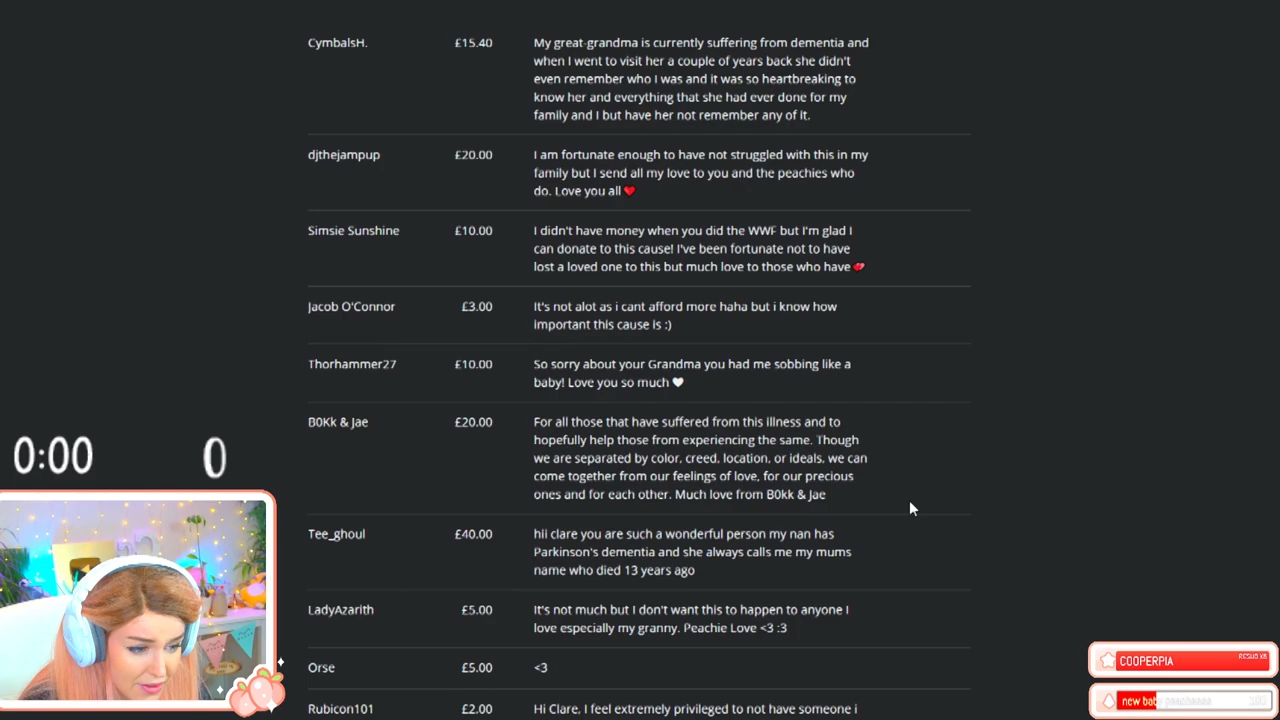 CymbalsH. £15.40 My great-grandma is currently suffering from dementia and
when I went to visit her a couple of years back she didn't
even remember who I was and it was so heartbreaking to
know her and everything that she had ever done for my
family and I but have her not remember any of it.
djthejampup £20.00 I am fortunate enough to have not struggled with this in my
family but I send all my love to you and the peachies who
do. Love you all ❤
Simsie Sunshine £10.00 I didn't have money when you did the WWF but I'm glad I
can donate to this cause! I've been fortunate not to have
lost a loved one to this but much love to those who have 💕
Jacob O'Connor £3.00 It's not alot as i cant afford more haha but i know how
important this cause is :)
Thorhammer27 £10.00 So sorry about your Grandma you had me sobbing like a
baby! Love you so much 🤍
B0Kk & Jae £20.00 For all those that have suffered from this illness and to
hopefully help those from experiencing the same. Though
we are separated by color, creed, location, or ideals, we can
come together from our feelings of love, for our precious
ones and for each other. Much love from B0kk & Jae
Tee_ghoul £40.00 hii clare you are such a wonderful person my nan has
Parkinson's dementia and she always calls me my mums
name who died 13 years ago
LadyAzarith £5.00 It's not much but I don't want this to happen to anyone I
love especially my granny. Peachie Love <3 :3
Orse £5.00 <3
Rubicon101 Hi Clare, I feel extremely privileged to not have someone i
0:00 0
COOPERPIA
new baby